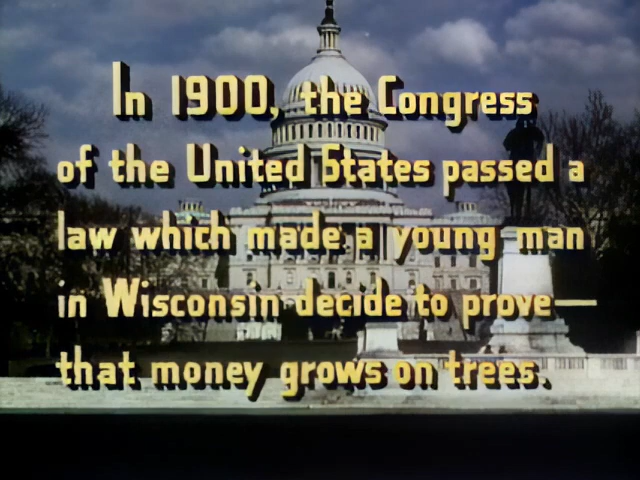 In 1900, the Congress
of the United States passed a
law which made a young man
in Wisconsin decide to prove—
that money grows on trees.